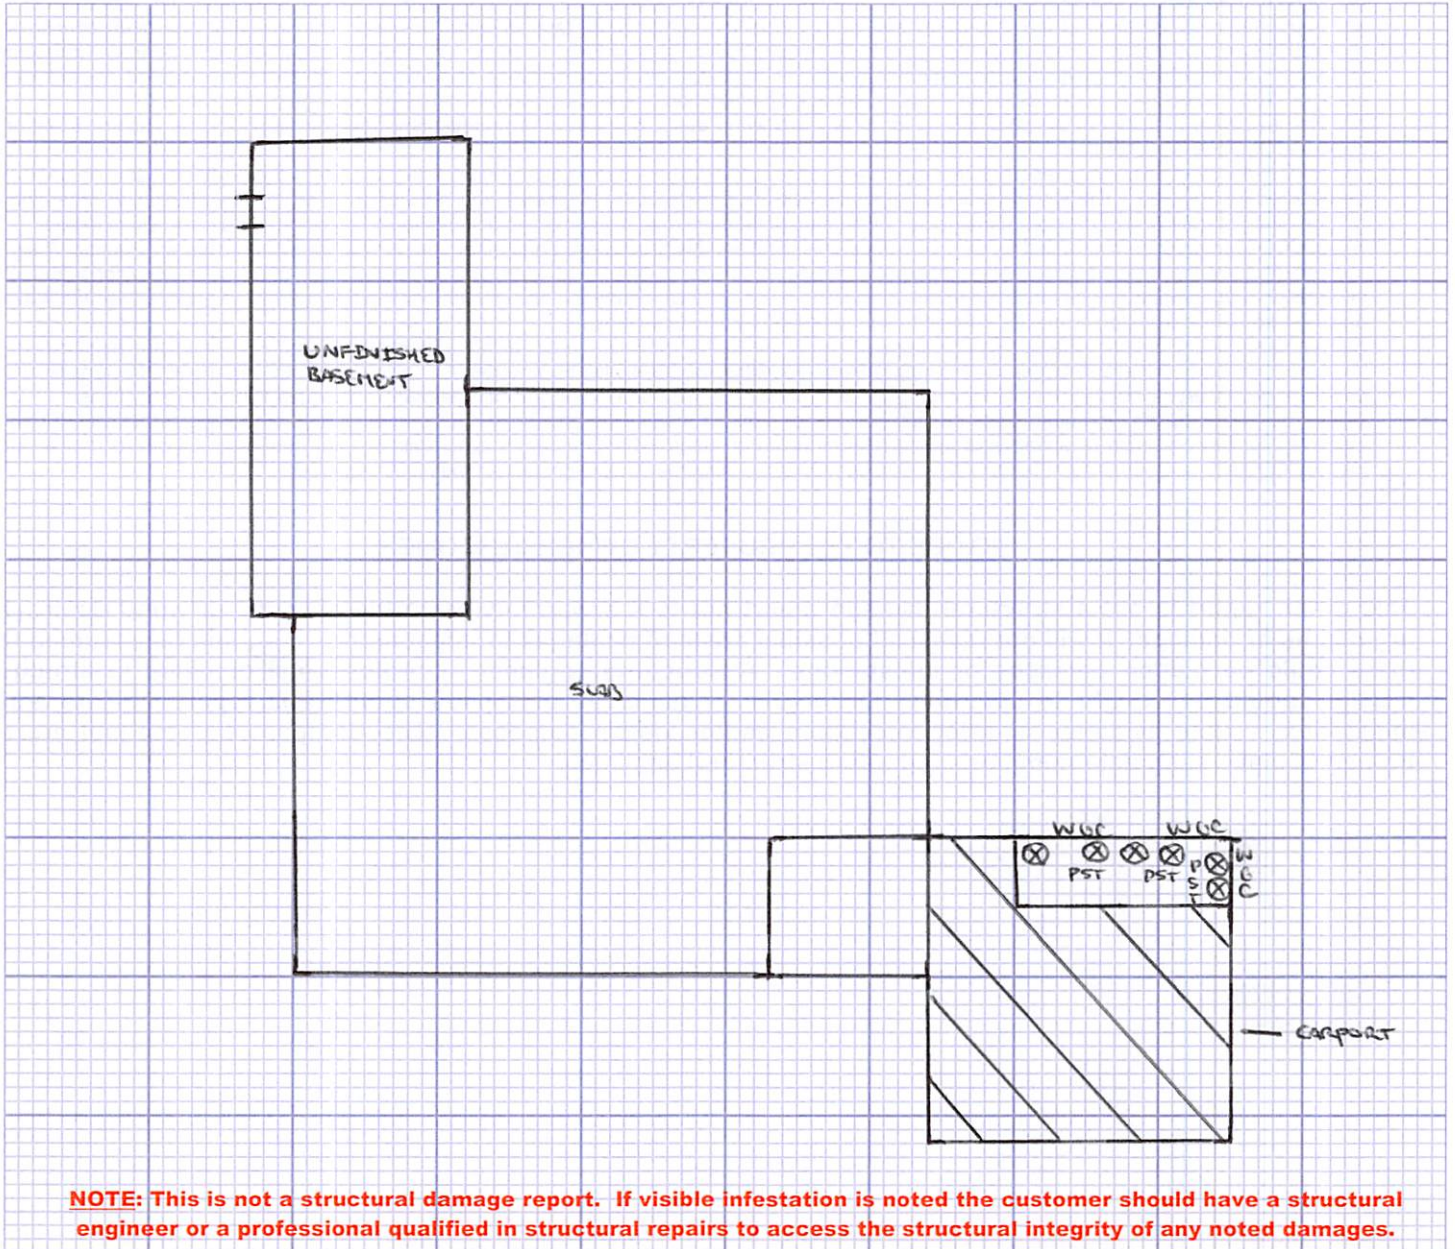 UNFINISHED
BASEMENT
SLAB
WGC WGC
PST PST
PST
WGC
CARPORT
NOTE: This is not a structural damage report. If visible infestation is noted the customer should have a structural
engineer or a professional qualified in structural repairs to access the structural integrity of any noted damages.